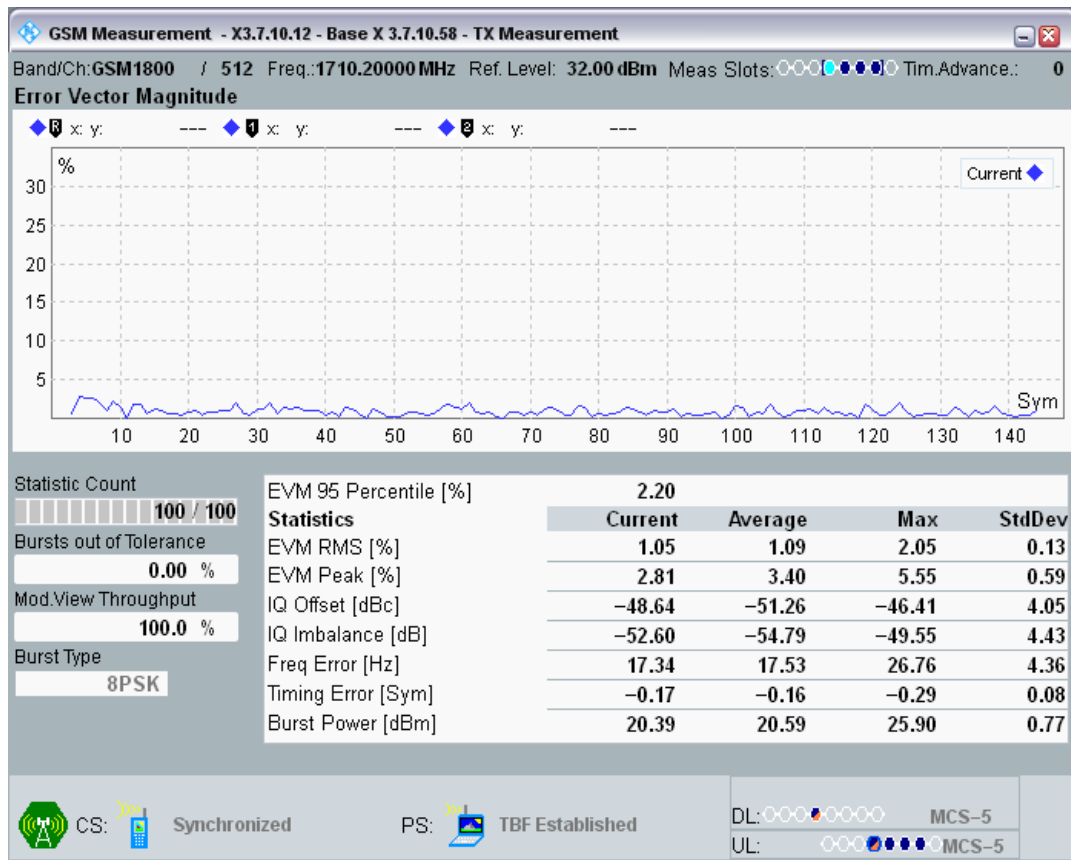 GSM Measurement - X3.7.10.12 - Base X 3.7.10.58 - TX Measurement
Band/Ch:GSM1800 / 512 Freq.:1710.20000 MHz Ref. Level: 32.00 dBm Meas Slots: Tim.Advance.: 0
Error Vector Magnitude
R x: y: --- 1 x: y: --- 2 x: y: ---
%
Current
30
25
20
15
10
5
Sym
10 20 30 40 50 60 70 80 90 100 110 120 130 140
Statistic Count
100 / 100
Bursts out of Tolerance
0.00 %
Mod.View Throughput
100.0 %
Burst Type
8PSK
EVM 95 Percentile [%] 2.20
Statistics Current Average Max StdDev
EVM RMS [%] 1.05 1.09 2.05 0.13
EVM Peak [%] 2.81 3.40 5.55 0.59
IQ Offset [dBc] −48.64 −51.26 −46.41 4.05
IQ Imbalance [dB] −52.60 −54.79 −49.55 4.43
Freq Error [Hz] 17.34 17.53 26.76 4.36
Timing Error [Sym] −0.17 −0.16 −0.29 0.08
Burst Power [dBm] 20.39 20.59 25.90 0.77
CS: Synchronized PS: TBF Established
DL: MCS−5
UL: MCS−5